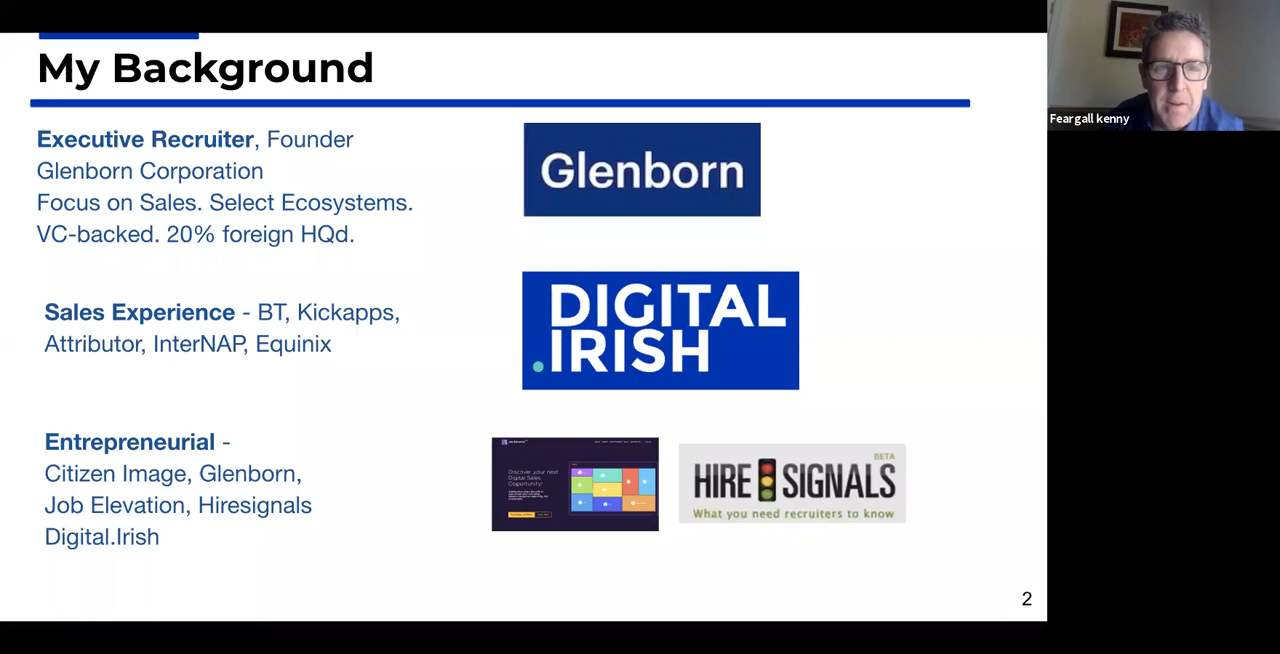 My Background
Executive Recruiter, Founder
Glenborn Corporation
Focus on Sales. Select Ecosystems.
VC-backed. 20% foreign HQd.
Glenborn
Sales Experience - BT, Kickapps,
Attributor, InterNAP, Equinix
DIGITAL
.IRISH
Entrepreneurial -
Citizen Image, Glenborn,
Job Elevation, Hiresignals
Digital.Irish
Discover your next
Digital Sales
Opportunity!
BETA
HIRE SIGNALS
What you need recruiters to know
2
Feargall kenny